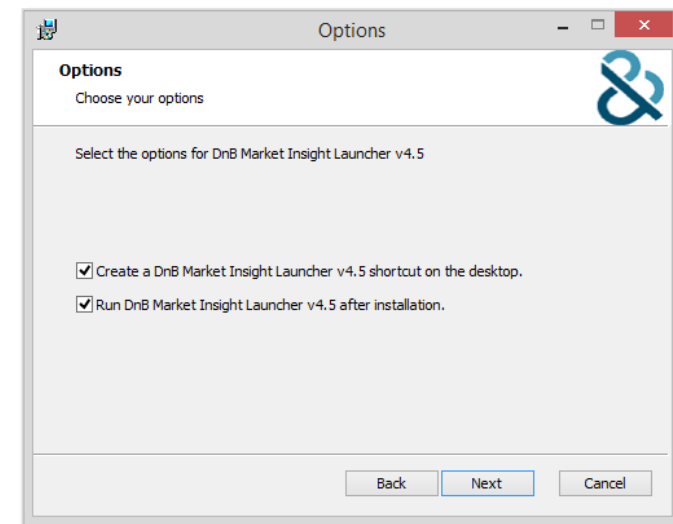 Options
Options
Choose your options
Select the options for DnB Market Insight Launcher v4.5
Create a DnB Market Insight Launcher v4.5 shortcut on the desktop.
Run DnB Market Insight Launcher v4.5 after installation.
Back Next Cancel